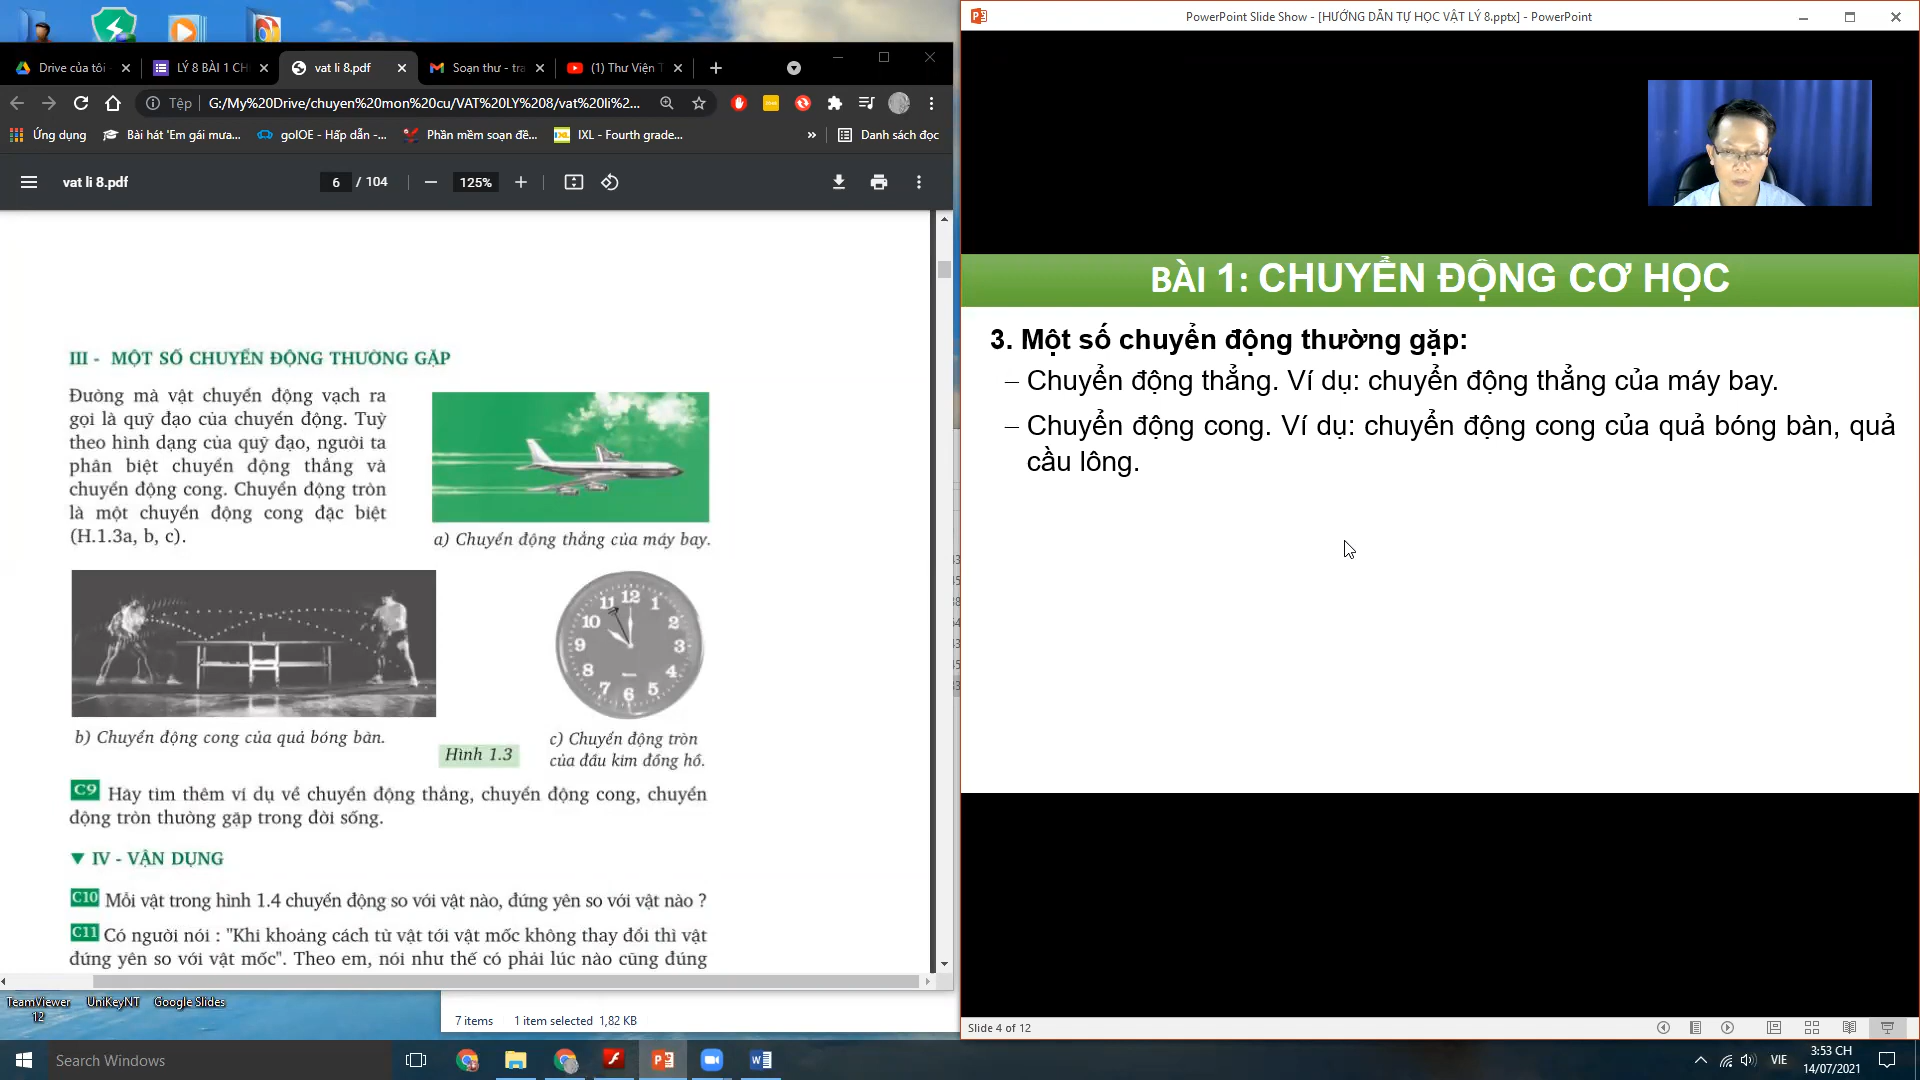 PowerPoint Slide Show - [HƯỚNG DẪN TỰ HỌC VẬT LÝ 8.pptx] - PowerPoint
Drive của tôi
LÝ 8 BÀI 1 CH
vat li 8.pdf
Soạn thư - tra
(1) Thư Viện T
Tệp
G:/My%20Drive/chuyen%20mon%20cu/VAT%20LY%208/vat%20li%2...
Ứng dụng
Bài hát 'Em gái mưa...
goIOE - Hấp dẫn -...
Phần mềm soạn đề...
IXL - Fourth grade...
»
Danh sách đọc
vat li 8.pdf
6 / 104
125%
III - MỘT SỐ CHUYỂN ĐỘNG THƯỜNG GẶP
Đường mà vật chuyển động vạch ra
gọi là quỹ đạo của chuyển động. Tuỳ
theo hình dạng của quỹ đạo, người ta
phân biệt chuyển động thẳng và
chuyển động cong. Chuyển động tròn
là một chuyển động cong đặc biệt
(H.1.3a, b, c).
a) Chuyển động thẳng của máy bay.
11 12 1
10 2
9 3
8 4
7 6 5
b) Chuyển động cong của quả bóng bàn.
Hình 1.3
c) Chuyển động tròn
của đầu kim đồng hồ.
C9 Hãy tìm thêm ví dụ về chuyển động thẳng, chuyển động cong, chuyển
động tròn thường gặp trong đời sống.
IV - VẬN DỤNG
C10 Mỗi vật trong hình 1.4 chuyển động so với vật nào, đứng yên so với vật nào ?
C11 Có người nói : "Khi khoảng cách từ vật tới vật mốc không thay đổi thì vật
đứng yên so với vật mốc". Theo em, nói như thế có phải lúc nào cũng đúng
BÀI 1: CHUYỂN ĐỘNG CƠ HỌC
3. Một số chuyển động thường gặp:
– Chuyển động thẳng. Ví dụ: chuyển động thẳng của máy bay.
– Chuyển động cong. Ví dụ: chuyển động cong của quả bóng bàn, quả
cầu lông.
Slide 4 of 12
TeamViewer
12
UniKeyNT
Google Slides
7 items
1 item selected 1,82 KB
Search Windows
VIE
3:53 CH
14/07/2021